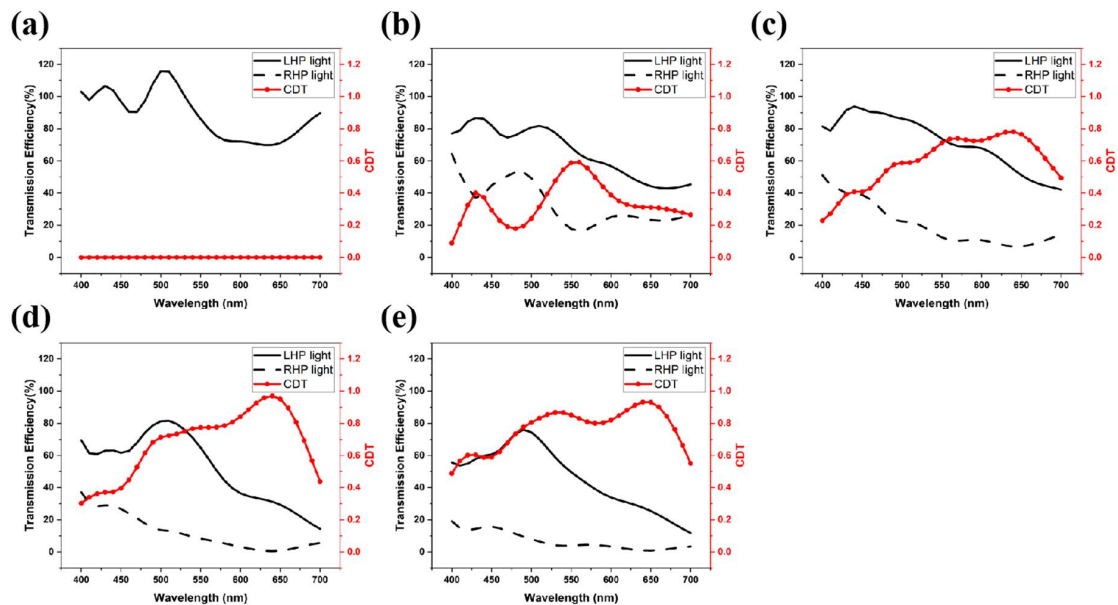 (a)
Transmission Efficiency(%)
120
100
80
60
40
20
0
LHP light
RHP light
CDT
1.2
1.0
0.8
0.6
0.4
0.2
0.0
CDT
400 450 500 550 600 650 700
Wavelength (nm)
(b)
Transmission Efficiency(%)
120
100
80
60
40
20
0
LHP light
RHP light
CDT
1.2
1.0
0.8
0.6
0.4
0.2
0.0
CDT
400 450 500 550 600 650 700
Wavelength (nm)
(c)
Transmission Efficiency(%)
120
100
80
60
40
20
0
LHP light
RHP light
CDT
1.2
1.0
0.8
0.6
0.4
0.2
0.0
CDT
400 450 500 550 600 650 700
Wavelength (nm)
(d)
Transmission Efficiency(%)
120
100
80
60
40
20
0
LHP light
RHP light
CDT
1.2
1.0
0.8
0.6
0.4
0.2
0.0
CDT
400 450 500 550 600 650 700
Wavelength (nm)
(e)
Transmission Efficiency(%)
120
100
80
60
40
20
0
LHP light
RHP light
CDT
1.2
1.0
0.8
0.6
0.4
0.2
0.0
CDT
400 450 500 550 600 650 700
Wavelength (nm)